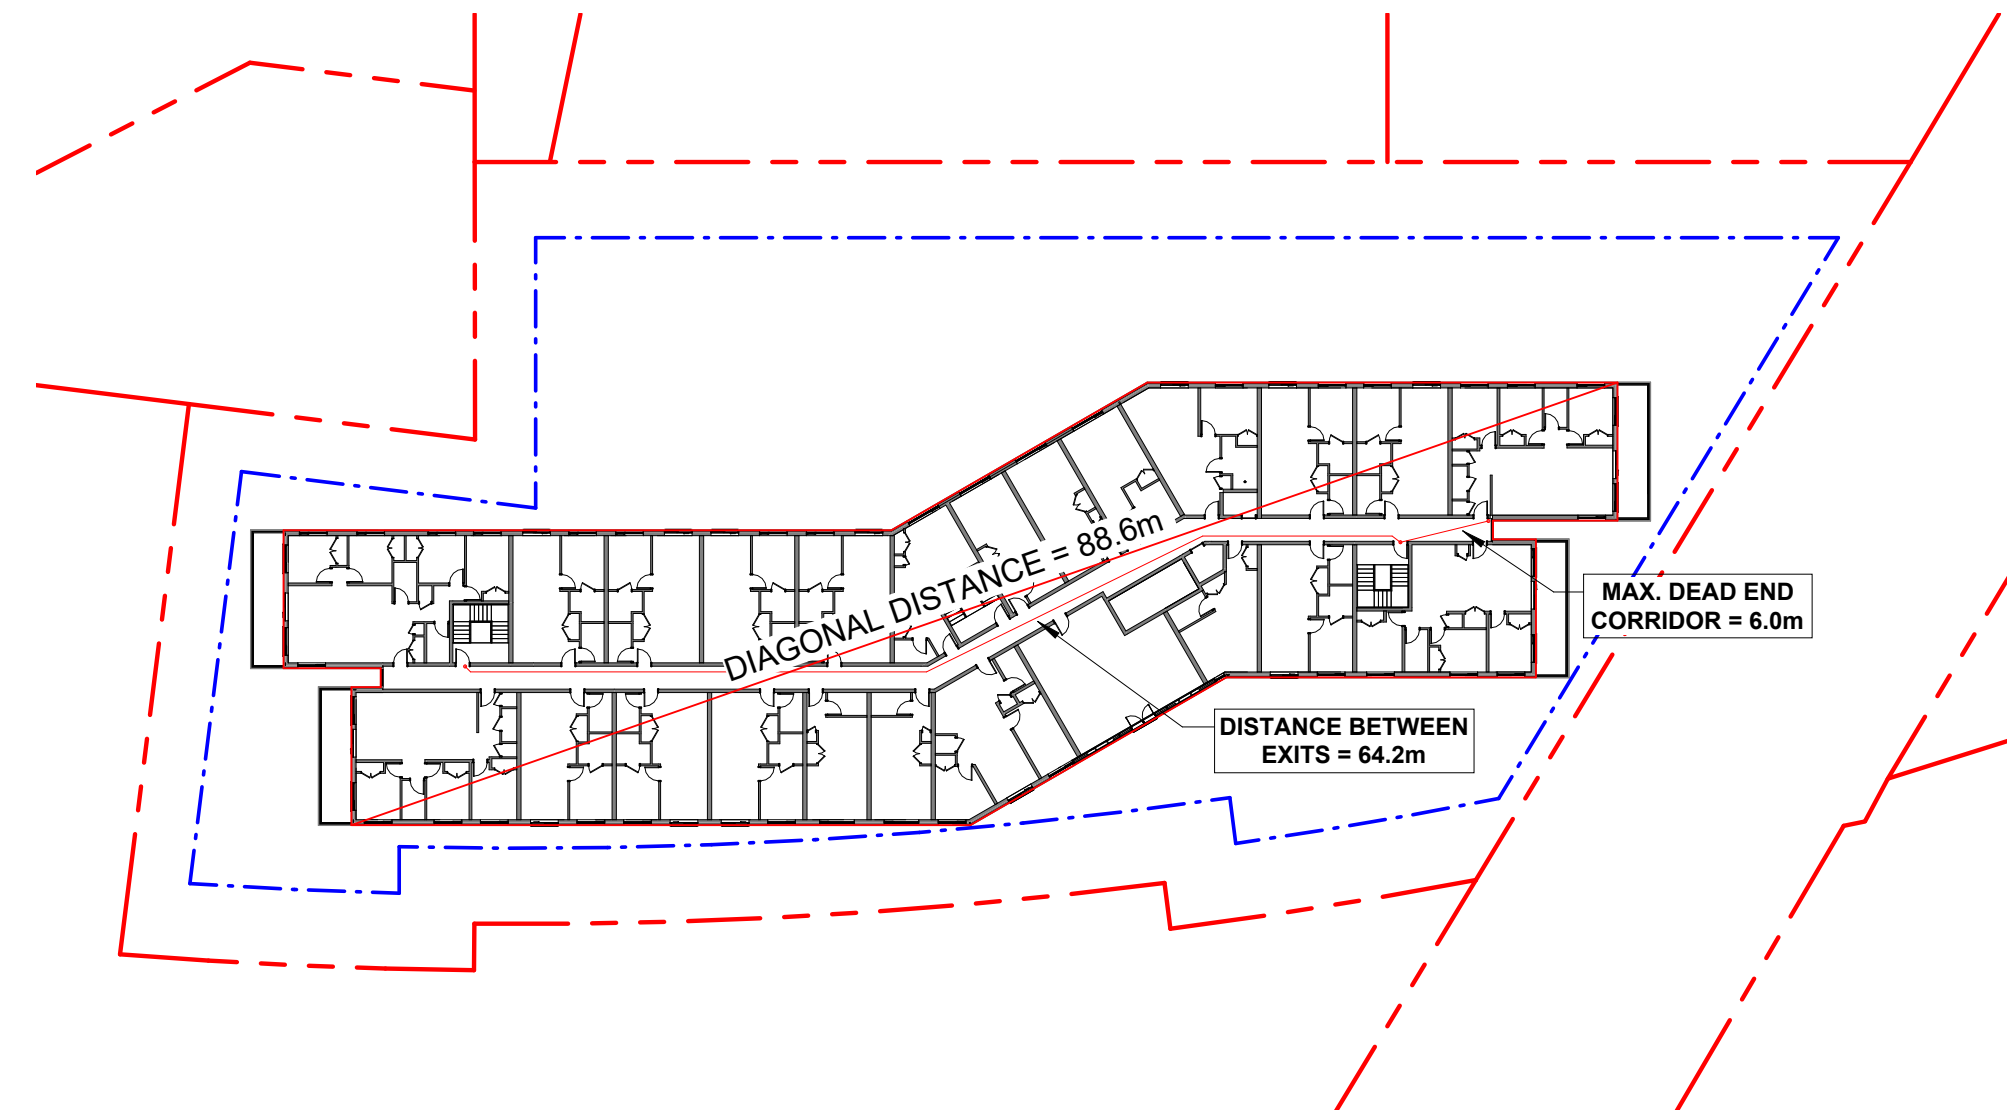 DIAGONAL DISTANCE = 88.6m
MAX. DEAD END
CORRIDOR = 6.0m
DISTANCE BETWEEN
EXITS = 64.2m